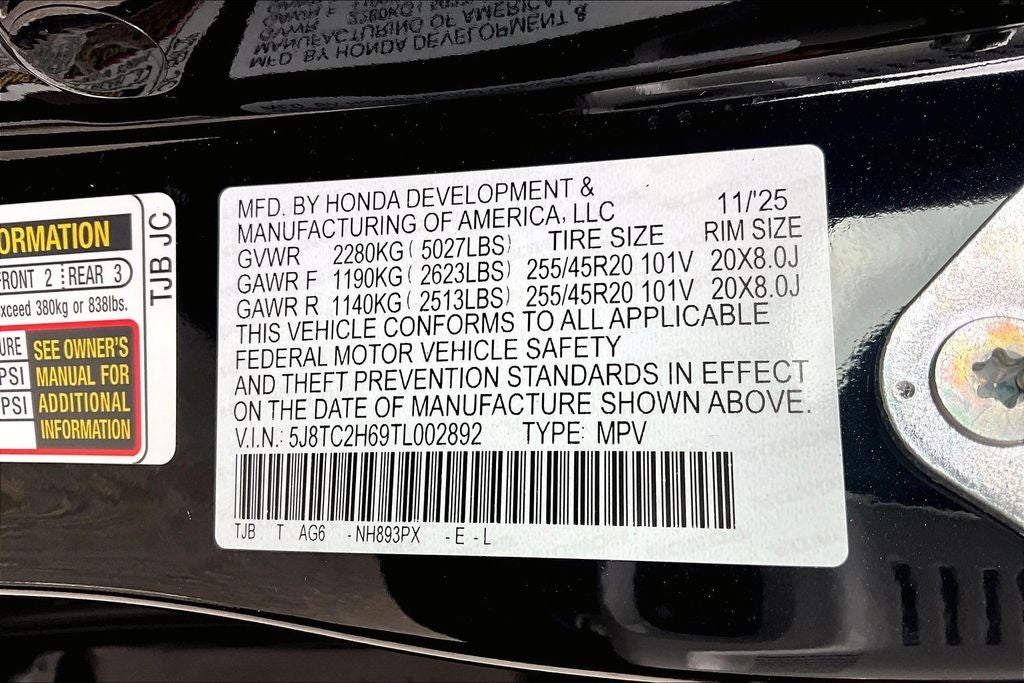 ORMATION
FRONT 2 REAR 3
xceed 380kg or 838lbs.
URE
PSI
PSI
SEE OWNER'S
MANUAL FOR
ADDITIONAL
INFORMATION
TJB JC
MFD. BY HONDA DEVELOPMENT &
MANUFACTURING OF AMERICA, LLC 11/'25
GVWR 2280KG (5027LBS) TIRE SIZE RIM SIZE
GAWR F 1190KG (2623LBS) 255/45R20 101V 20X8.0J
GAWR R 1140KG (2513LBS) 255/45R20 101V 20X8.0J
THIS VEHICLE CONFORMS TO ALL APPLICABLE
FEDERAL MOTOR VEHICLE SAFETY
AND THEFT PREVENTION STANDARDS IN EFFECT
ON THE DATE OF MANUFACTURE SHOWN ABOVE.
V.I.N.: 5J8TC2H69TL002892 TYPE: MPV
TJB T AG6 -NH893PX -E-L